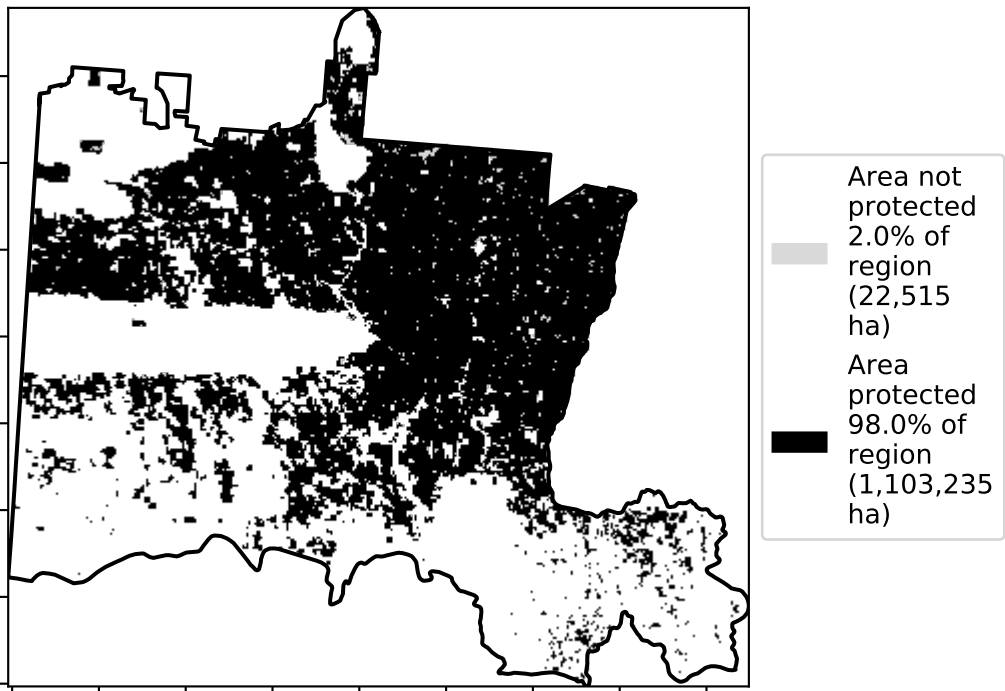 Area not
protected
2.0% of
region
(22,515
ha)
Area
protected
98.0% of
region
(1,103,235
ha)